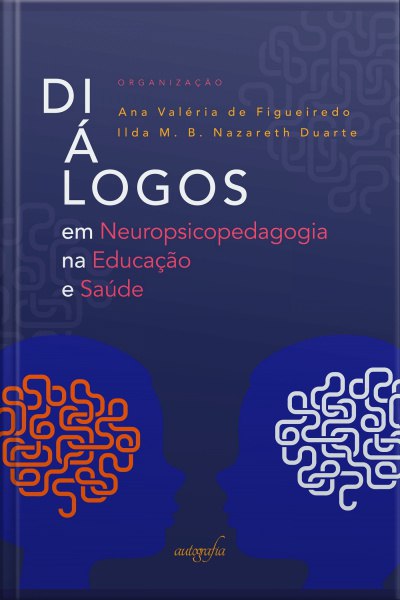 ORGANIZAÇÃO
Ana Valéria de Figueiredo
Ilda M. B. Nazareth Duarte
DI
Á
LOGOS
em Neuropsicopedagogia
na Educação
e Saúde
autografia